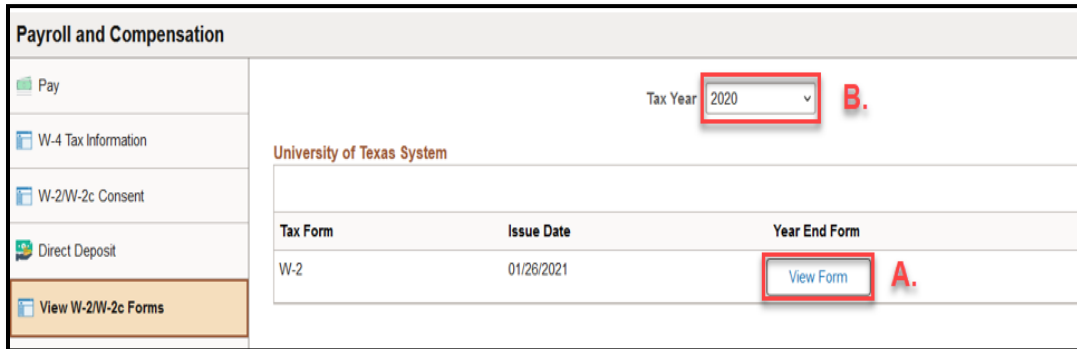 Payroll and Compensation
Pay
W-4 Tax Information
W-2/W-2c Consent
Direct Deposit
View W-2/W-2c Forms
Tax Year 2020 B.
University of Texas System
Tax Form Issue Date Year End Form
W-2 01/26/2021 View Form A.